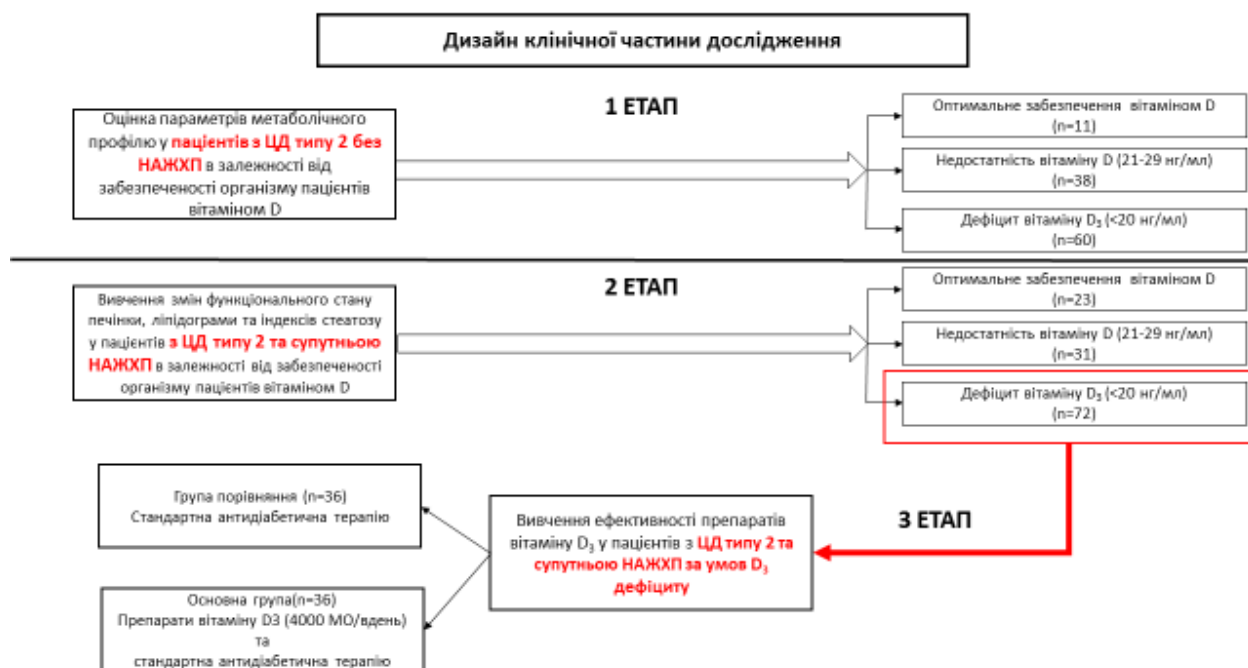 Дизайн клінічної частини дослідження
1 ЕТАП
Оцінка параметрів метаболічного
профілю у пацієнтів з ЦД типу 2 без
НАЖХП в залежності від
забезпеченості організму пацієнтів
вітаміном D
Оптимальне забезпечення вітаміном D
(n=11)
Недостатність вітаміну D (21-29 нг/мл)
(n=38)
Дефіцит вітаміну D₃ (<20 нг/мл)
(n=60)
2 ЕТАП
Вивчення змін функціонального стану
печінки, ліпідограми та індексів стеатозу
у пацієнтів з ЦД типу 2 та супутньою
НАЖХП в залежності від забезпеченості
організму пацієнтів вітаміном D
Оптимальне забезпечення вітаміном D
(n=23)
Недостатність вітаміну D (21-29 нг/мл)
(n=31)
Дефіцит вітаміну D₃ (<20 нг/мл)
(n=72)
3 ЕТАП
Вивчення ефективності препаратів
вітаміну D₃ у пацієнтів з ЦД типу 2 та
супутньою НАЖХП за умов D₃
дефіциту
Група порівняння (n=36)
Стандартна антидіабетична терапію
Основна група(n=36)
Препарати вітаміну D3 (4000 МО/вдень)
та
стандартна антидіабетична терапію